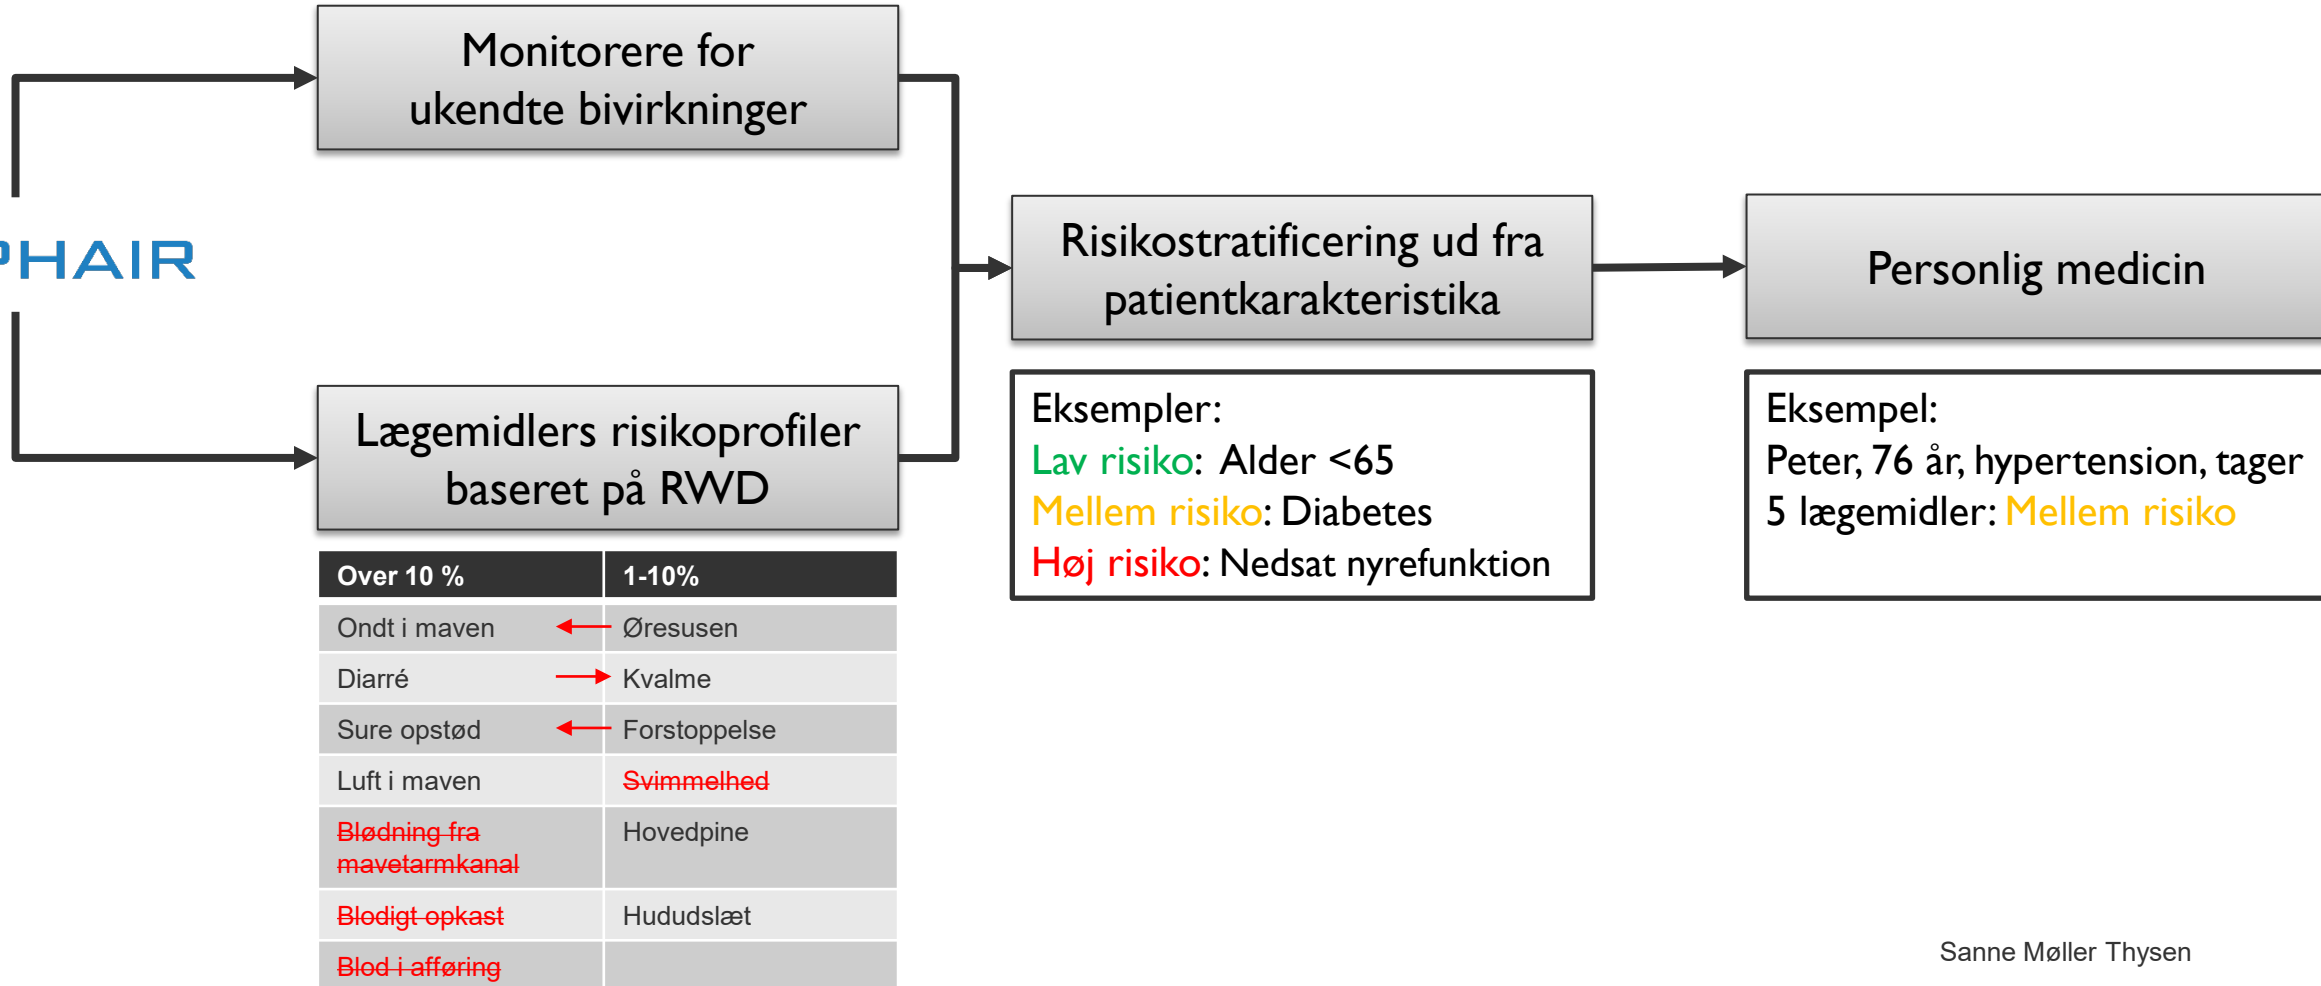 Monitorere for
ukendte bivirkninger
PHAIR
Lægemidlers risikoprofiler
baseret på RWD
Risikostratificering ud fra
patientkarakteristika
Personlig medicin
Eksempler:
Lav risiko: Alder <65
Mellem risiko: Diabetes
Høj risiko: Nedsat nyrefunktion
Eksempel:
Peter, 76 år, hypertension, tager
5 lægemidler: Mellem risiko
Over 10 % 1-10%
Ondt i maven Øresusen
Diarré Kvalme
Sure opstød Forstoppelse
Luft i maven Svimmelhed
Blødning fra Hovedpine
mavetarmkanal
Blodigt opkast Hududslæt
Blod i afføring
Sanne Møller Thysen